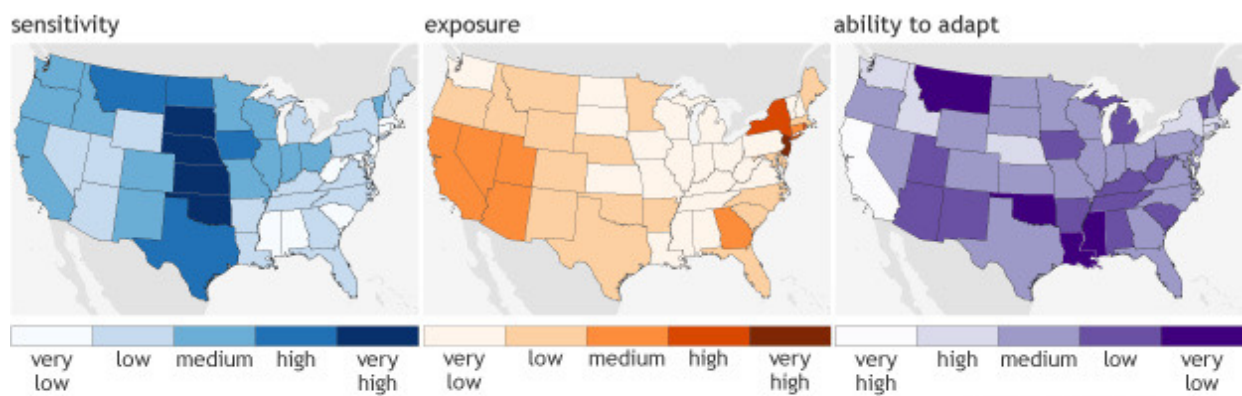 sensitivity
exposure
ability to adapt
very low
low
medium
high
very high
very low
low
medium
high
very high
very high
high
medium
low
very low